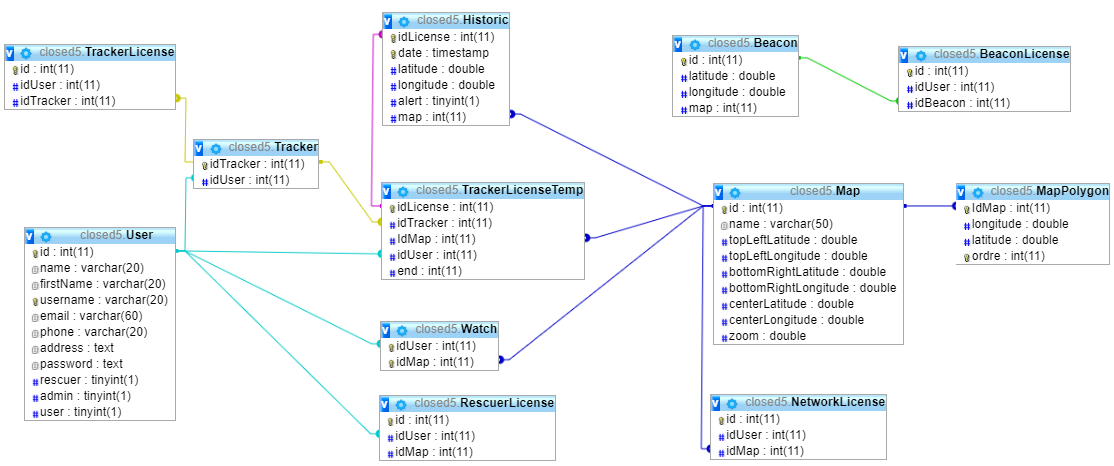 closed5.TrackerLicense
id : int(11)
idUser : int(11)
idTracker : int(11)
closed5.Tracker
idTracker : int(11)
idUser : int(11)
closed5.User
id : int(11)
name : varchar(20)
firstName : varchar(20)
username : varchar(20)
email : varchar(60)
phone : varchar(20)
address : text
password : text
rescuer : tinyint(1)
admin : tinyint(1)
user : tinyint(1)
closed5.Historic
idLicense : int(11)
date : timestamp
latitude : double
longitude : double
alert : tinyint(1)
map : int(11)
closed5.TrackerLicenseTemp
idLicense : int(11)
idTracker : int(11)
IdMap : int(11)
idUser : int(11)
end : int(11)
closed5.Watch
idUser : int(11)
idMap : int(11)
closed5.RescuerLicense
id : int(11)
idUser : int(11)
idMap : int(11)
closed5.Beacon
id : int(11)
latitude : double
longitude : double
map : int(11)
closed5.BeaconLicense
id : int(11)
idUser : int(11)
idBeacon : int(11)
closed5.Map
id : int(11)
name : varchar(50)
topLeftLatitude : double
topLeftLongitude : double
bottomRightLatitude : double
bottomRightLongitude : double
centerLatitude : double
centerLongitude : double
zoom : double
closed5.MapPolygon
IdMap : int(11)
longitude : double
latitude : double
ordre : int(11)
closed5.NetworkLicense
id : int(11)
idUser : int(11)
idMap : int(11)